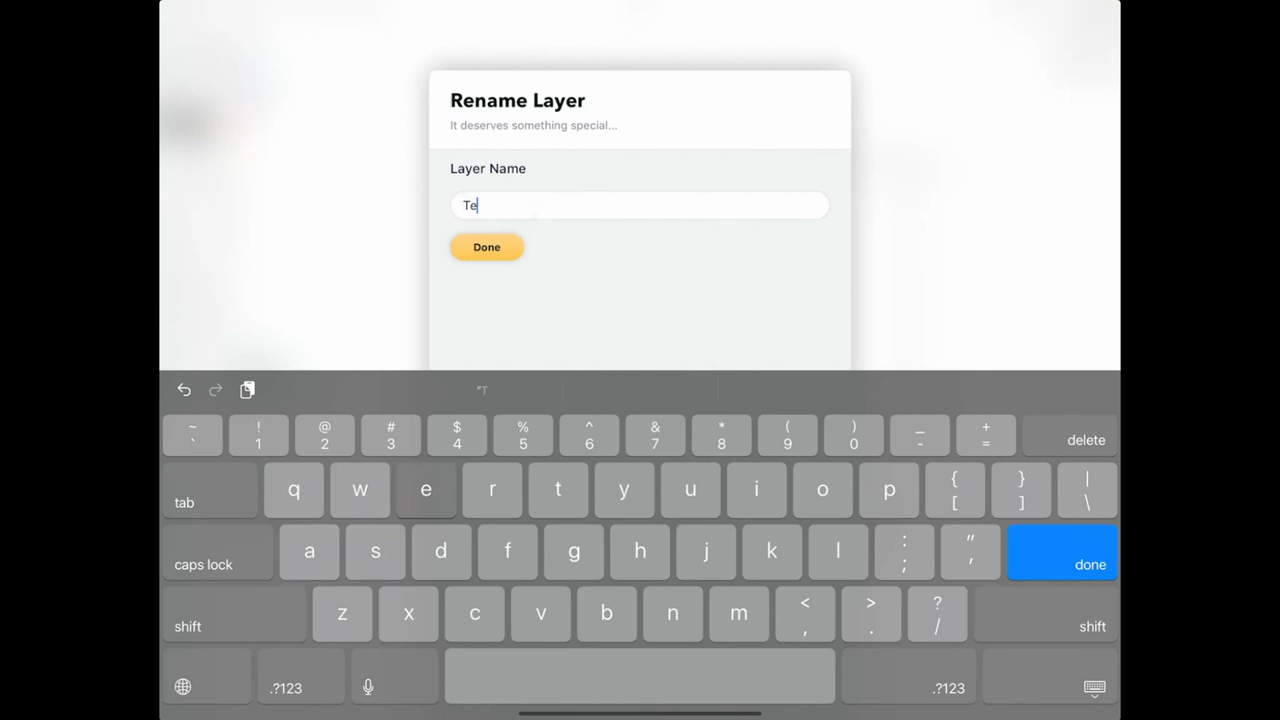 Rename Layer
It deserves something special...
Layer Name
Te
Done
"T
~ ! @ # $ % ^ & * ( ) _ +
` 1 2 3 4 5 6 7 8 9 0 - = delete
tab q w e r t y u i o p { [ } ] | \
caps lock a s d f g h j k l : ; " ' done
shift z x c v b n m < , > . ? / shift
.?123 .?123